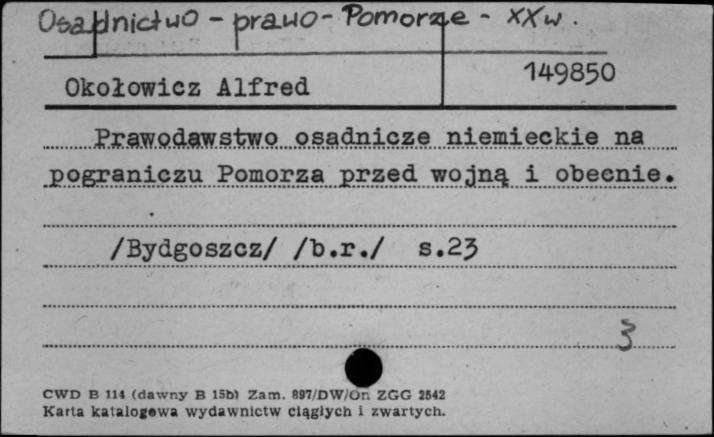 Osadnictwo - prawo - Pomorze - XX w.
149850
Okołowicz Alfred
Prawodawstwo osadnicze niemieckie na
pograniczu Pomorza przed wojną i obecnie.
/Bydgoszcz/ /b.r./ s.23
3
CWD B 114 (dawny B 15b) Zam. 897/DW/On ZGG 2542
Karta katalogowa wydawnictw ciągłych i zwartych.